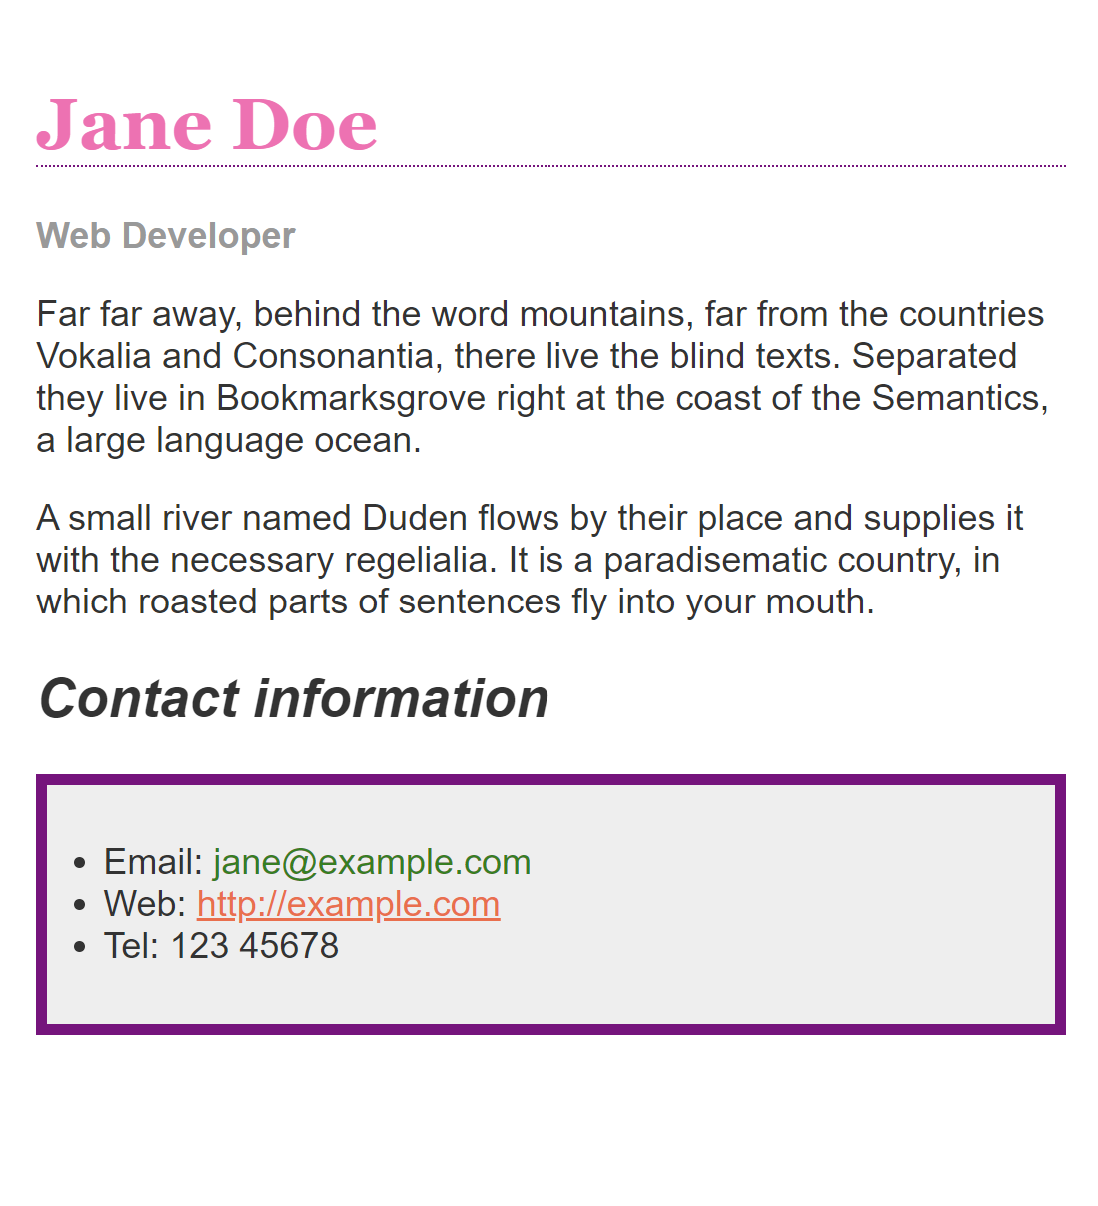 Jane Doe
Web Developer
Far far away, behind the word mountains, far from the countries
Vokalia and Consonantia, there live the blind texts. Separated
they live in Bookmarksgrove right at the coast of the Semantics,
a large language ocean.
A small river named Duden flows by their place and supplies it
with the necessary regelialia. It is a paradisematic country, in
which roasted parts of sentences fly into your mouth.
Contact information
• Email: jane@example.com
• Web: http://example.com
• Tel: 123 45678